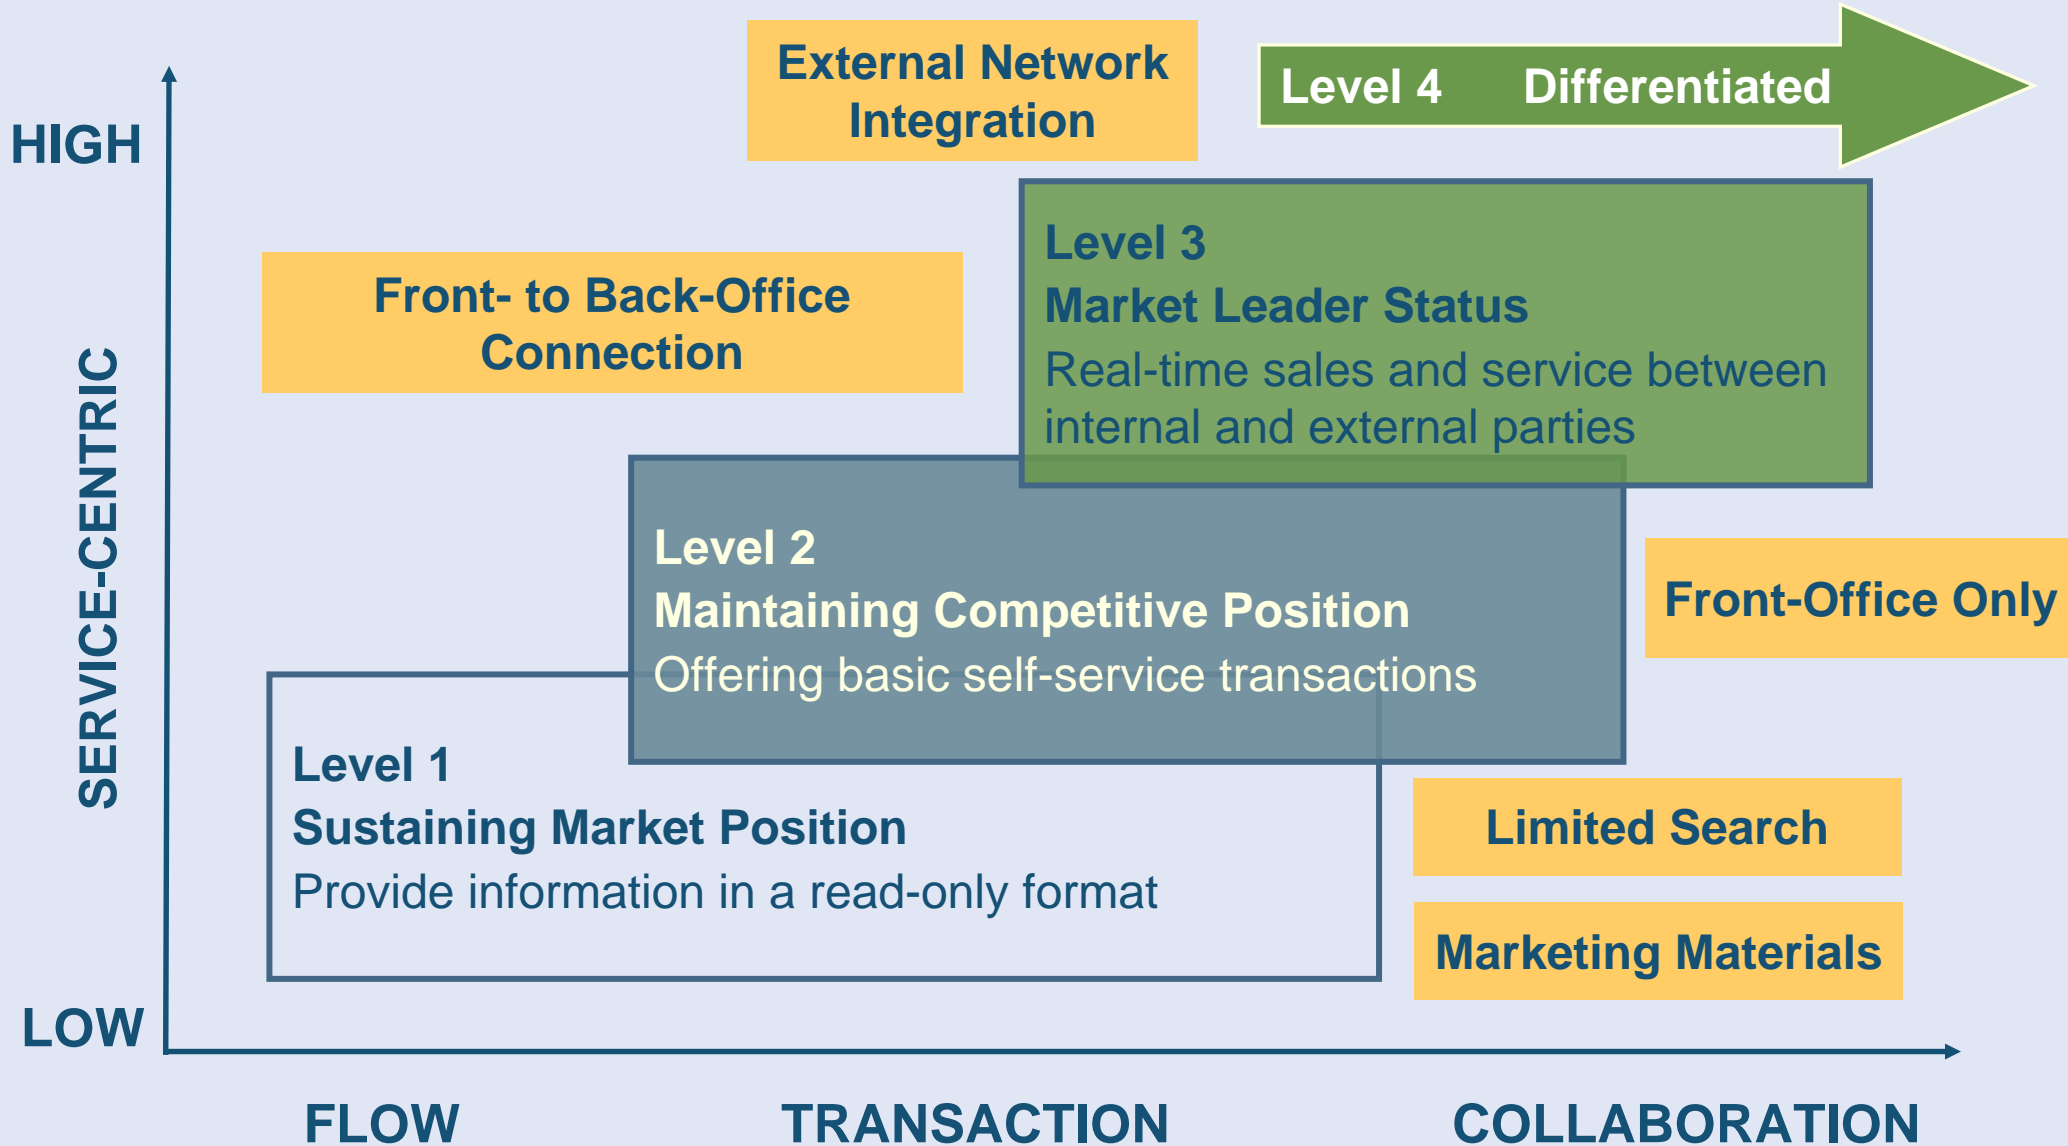 External Network
Integration
Level 4 Differentiated
HIGH
Level 3
Market Leader Status
Real-time sales and service between
internal and external parties
Front- to Back-Office
Connection
SERVICE-CENTRIC
Level 2
Maintaining Competitive Position
Offering basic self-service transactions
Front-Office Only
Level 1
Sustaining Market Position
Provide information in a read-only format
Limited Search
Marketing Materials
LOW
FLOW
TRANSACTION
COLLABORATION